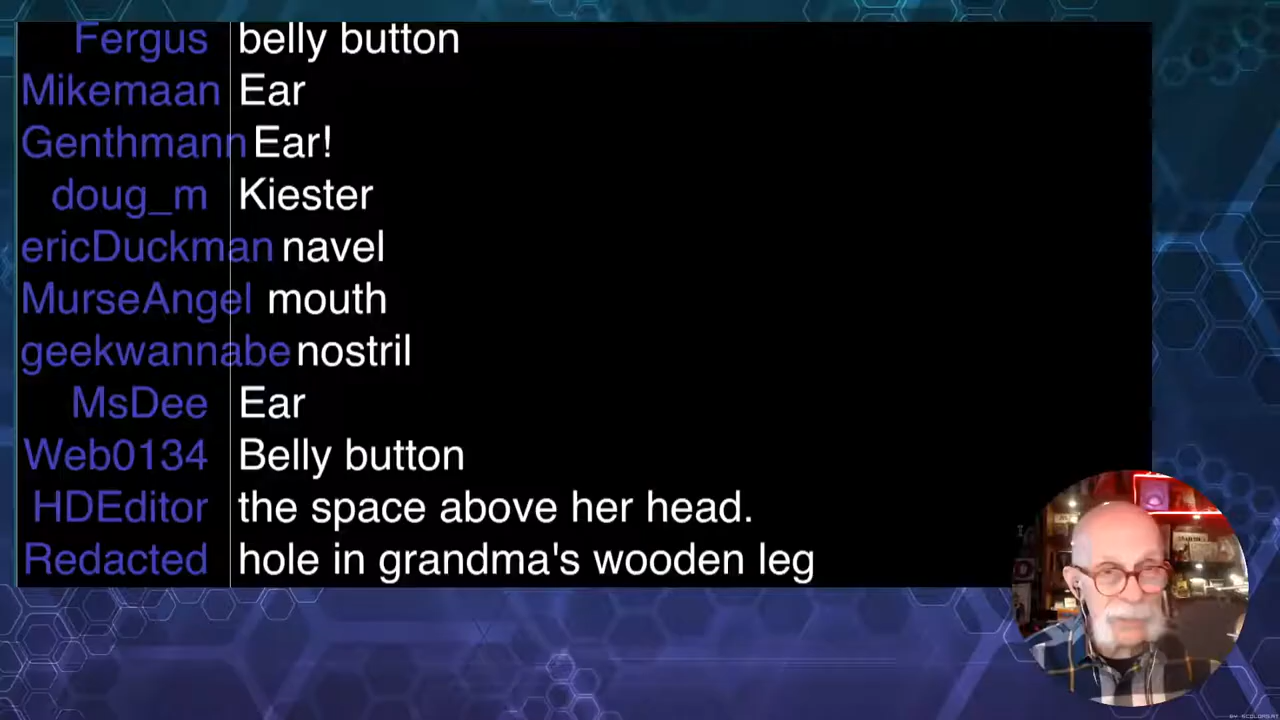 Fergus belly button
Mikemaan Ear
Genthmann Ear!
doug_m Kiester
ericDuckman navel
MurseAngel mouth
geekwannabe nostril
MsDee Ear
Web0134 Belly button
HDEditor the space above her head.
Redacted hole in grandma's wooden leg